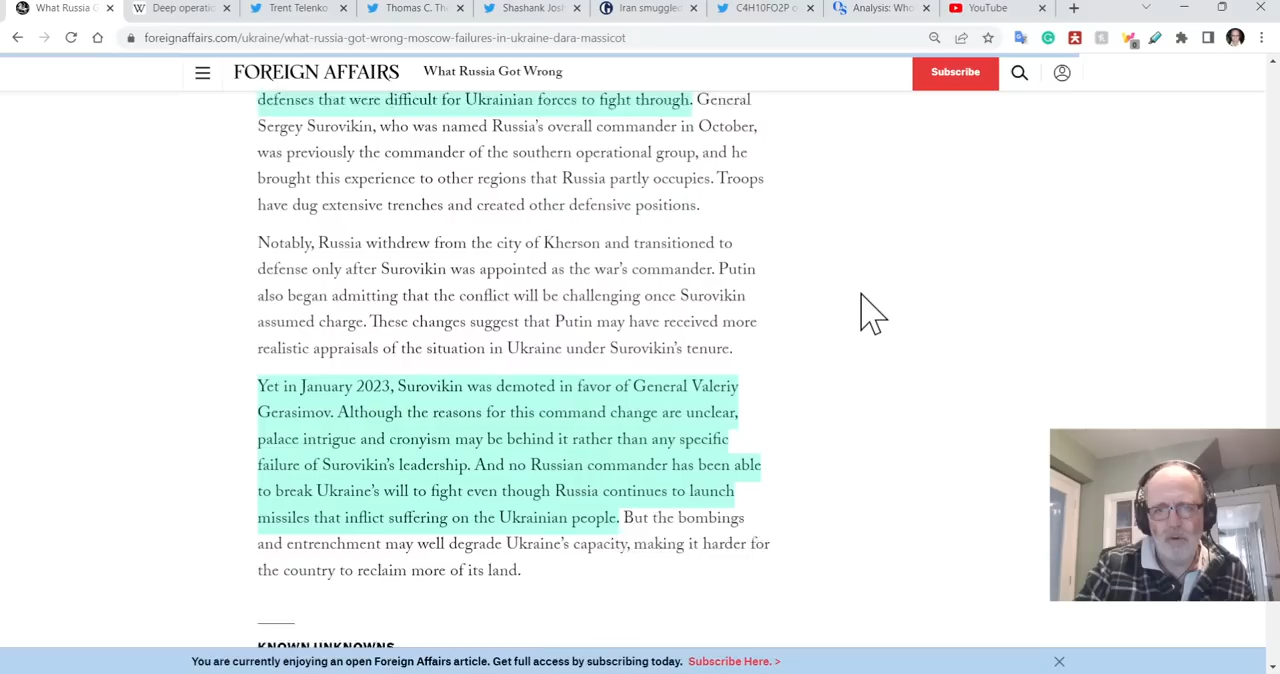 What Russia G
Deep operati
Trent Telenko
Thomas C. Th
Shashank Jos
Iran smuggled
C4H10FO2P o
Analysis: Who
YouTube
foreignaffairs.com/ukraine/what-russia-got-wrong-moscow-failures-in-ukraine-dara-massicot
0
FOREIGN AFFAIRS
What Russia Got Wrong
Subscribe
defenses that were difficult for Ukrainian forces to fight through. General
Sergey Surovikin, who was named Russia's overall commander in October,
was previously the commander of the southern operational group, and he
brought this experience to other regions that Russia partly occupies. Troops
have dug extensive trenches and created other defensive positions.
Notably, Russia withdrew from the city of Kherson and transitioned to
defense only after Surovikin was appointed as the war's commander. Putin
also began admitting that the conflict will be challenging once Surovikin
assumed charge. These changes suggest that Putin may have received more
realistic appraisals of the situation in Ukraine under Surovikin's tenure.
Yet in January 2023, Surovikin was demoted in favor of General Valeriy
Gerasimov. Although the reasons for this command change are unclear,
palace intrigue and cronyism may be behind it rather than any specific
failure of Surovikin's leadership. And no Russian commander has been able
to break Ukraine's will to fight even though Russia continues to launch
missiles that inflict suffering on the Ukrainian people. But the bombings
and entrenchment may well degrade Ukraine's capacity, making it harder for
the country to reclaim more of its land.
KNOWN UNKNOWNS
You are currently enjoying an open Foreign Affairs article. Get full access by subscribing today. Subscribe Here. >